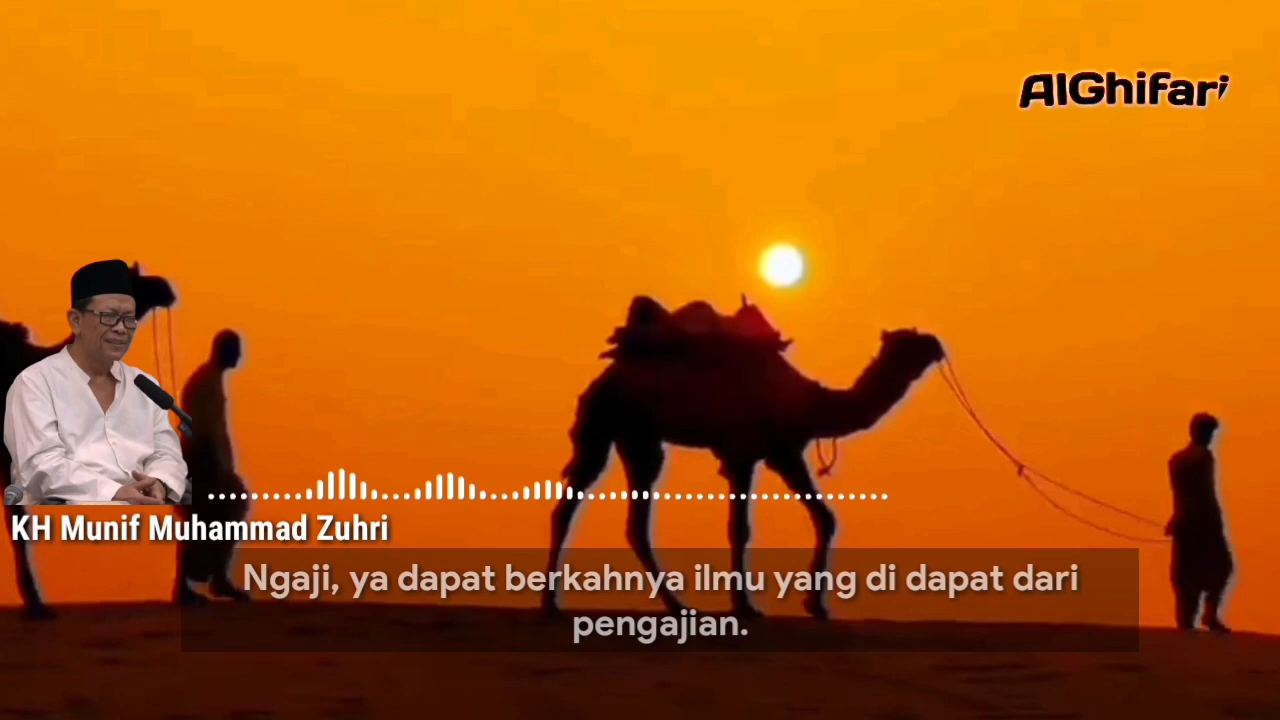 AlGhifari
KH Munif Muhammad Zuhri
Ngaji, ya dapat berkahnya ilmu yang di dapat dari
pengajian.